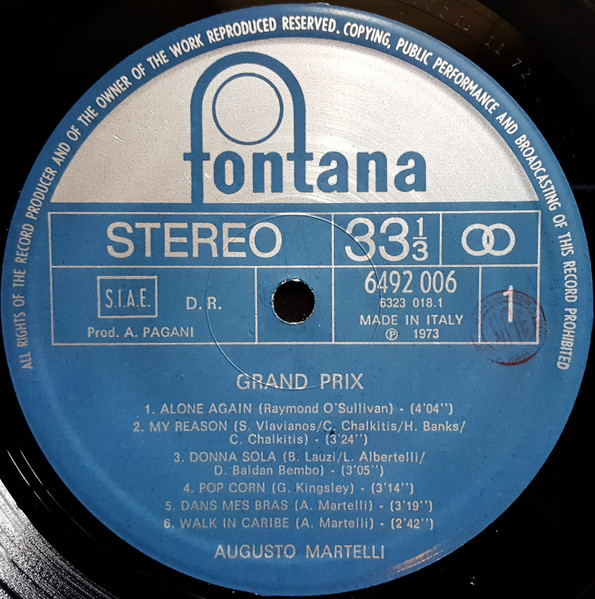 ALL RIGHTS OF THE RECORD PRODUCER AND OF THE OWNER OF THE WORK REPRODUCED RESERVED. COPYING, PUBLIC PERFORMANCE AND BROADCASTING OF THIS RECORD PROHIBITED
fontana
STEREO 33 1/3
S.I.A.E. D. R.
Prod. A. PAGANI
6492 006
6323 018.1
MADE IN ITALY
Ⓟ 1973
1
GRAND PRIX
1. ALONE AGAIN (Raymond O'Sullivan) - (4'04'')
2. MY REASON (S. Vlavianos/C. Chalkitis/H. Banks/
C. Chalkitis) - (3'24'')
3. DONNA SOLA (B. Lauzi/L. Albertelli/
D. Baldan Bembo) - (3'05'')
4. POP CORN (G. Kingsley) - (3'14'')
5. DANS MES BRAS (A. Martelli) - (3'19'')
6. WALK IN CARIBE (A. Martelli) - (2'42'')
AUGUSTO MARTELLI